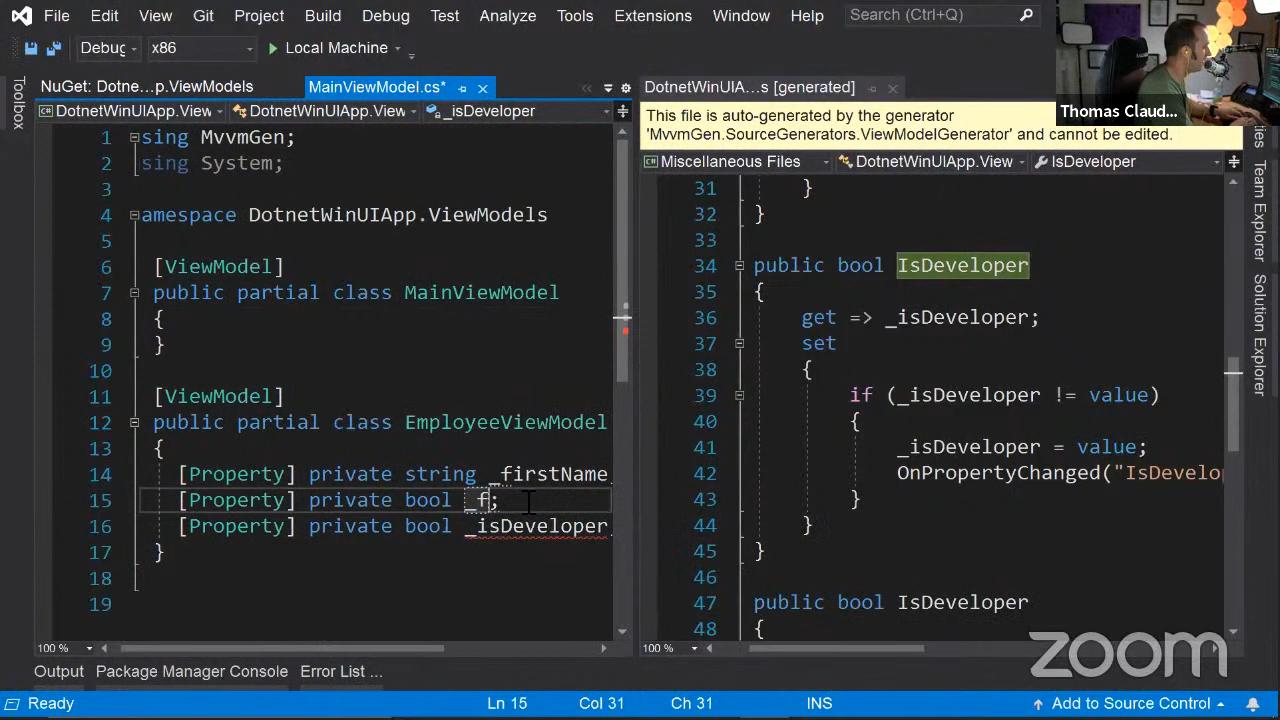 File Edit View Git Project Build Debug Test Analyze Tools Extensions Window Help Search (Ctrl+Q)
Debug x86 Local Machine
Thomas Claud...
Toolbox
NuGet: Dotne...p.ViewModels MainViewModel.cs*
DotnetWinUIApp.View DotnetWinUIApp.View _isDeveloper
1 sing MvvmGen;
2 sing System;
3
4 amespace DotnetWinUIApp.ViewModels
5
6 [ViewModel]
7 public partial class MainViewModel
8 {
9 }
10
11 [ViewModel]
12 public partial class EmployeeViewModel
13 {
14 [Property] private string _firstName
15 [Property] private bool _f;
16 [Property] private bool _isDeveloper
17 }
18
19
100 %
DotnetWinUIA...s [generated]
This file is auto-generated by the generator
'MvvmGen.SourceGenerators.ViewModelGenerator' and cannot be edited.
Miscellaneous Files DotnetWinUIApp.View IsDeveloper
31 }
32 }
33
34 public bool IsDeveloper
35 {
36 get => _isDeveloper;
37 set
38 {
39 if (_isDeveloper != value)
40 {
41 _isDeveloper = value;
42 OnPropertyChanged("IsDevelo
43 }
44 }
45 }
46
47 public bool IsDeveloper
48 {
100 %
Team Explorer
Solution Explorer
zoom
Output Package Manager Console Error List ...
Ready Ln 15 Col 31 Ch 31 INS Add to Source Control